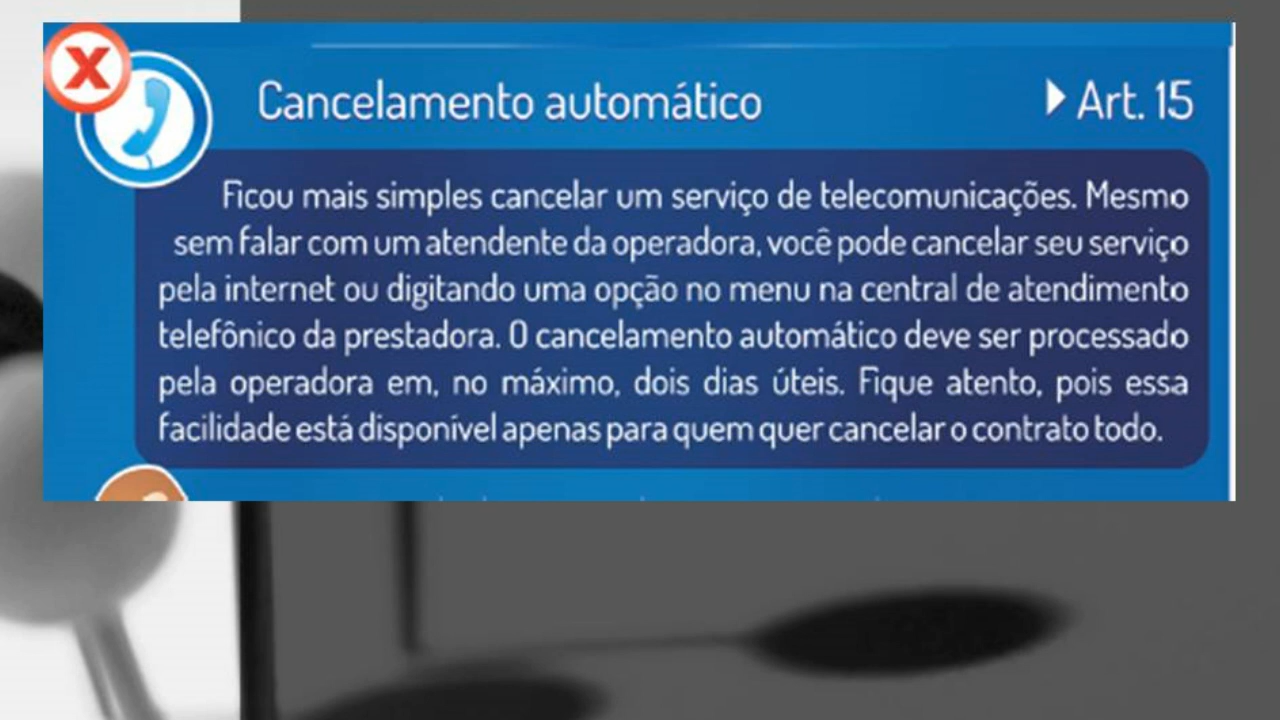 Cancelamento automático
▶ Art. 15
Ficou mais simples cancelar um serviço de telecomunicações. Mesmo
sem falar com um atendente da operadora, você pode cancelar seu serviço
pela internet ou digitando uma opção no menu na central de atendimento
telefônico da prestadora. O cancelamento automático deve ser processado
pela operadora em, no máximo, dois dias úteis. Fique atento, pois essa
facilidade está disponível apenas para quem quer cancelar o contrato todo.